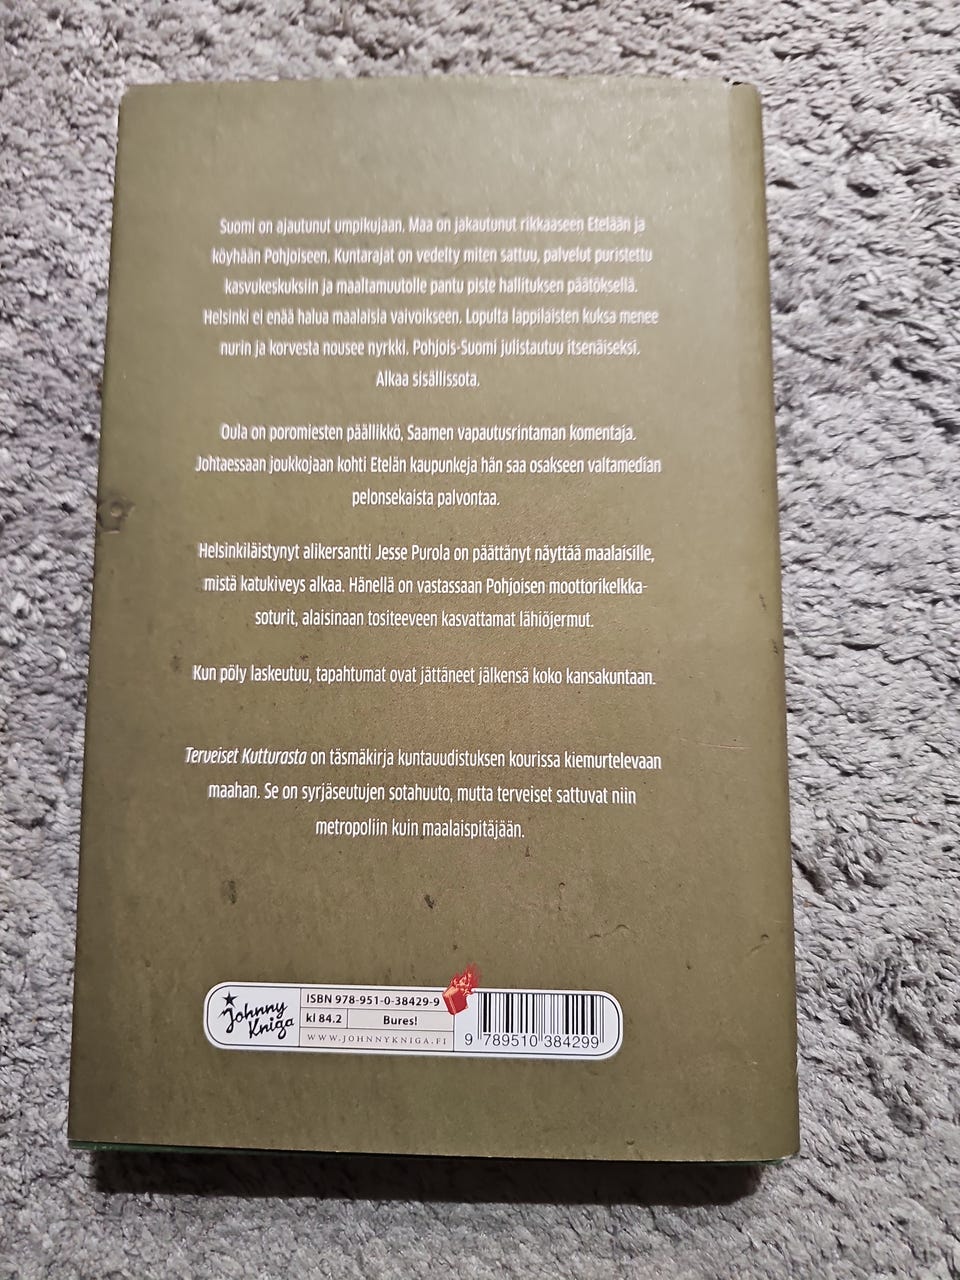 Suomi on ajautunut umpikujaan. Maa on jakautunut rikkaaseen Etelään ja
köyhään Pohjoiseen. Kuntarajat on vedelty miten sattuu, palvelut puristettu
kasvukeskuksiin ja maaltamuutolle pantu piste hallituksen päätöksellä.
Helsinki ei enää halua maalaisia vaivoikseen. Lopulta lappilaisten kuksa menee
nurin ja korvesta nousee nyrkki. Pohjois-Suomi julistautuu itsenäiseksi.
Alkaa sisällissota.
Oula on poromiesten päällikkö, Saamen vapautusrintaman komentaja.
Johtaessaan joukkojaan kohti Etelän kaupunkeja hän saa osakseen valtamedian
pelonsekaista palvontaa.
Helsinkiläistynyt alikersantti Jesse Purola on päättänyt näyttää maalaisille,
mistä katukiveys alkaa. Hänellä on vastassaan Pohjoisen moottorikelkka-
soturit, alaisinaan tositeeveen kasvattamat lähiöjermut.
Kun pöly laskeutuu, tapahtumat ovat jättäneet jälkensä koko kansakuntaan.
Terveiset Kutturasta on täsmäkirja kuntauudistuksen kourissa kiemurtelevaan
maahan. Se on syrjäseutujen sotahuuto, mutta terveiset sattuvat niin
metropoliin kuin maalaispitäjään.
Johnny
Kniga
ISBN 978-951-0-38429-9
kl 84.2
Bures!
WWW.JOHNNYKNIGA.FI
9 789510 384299